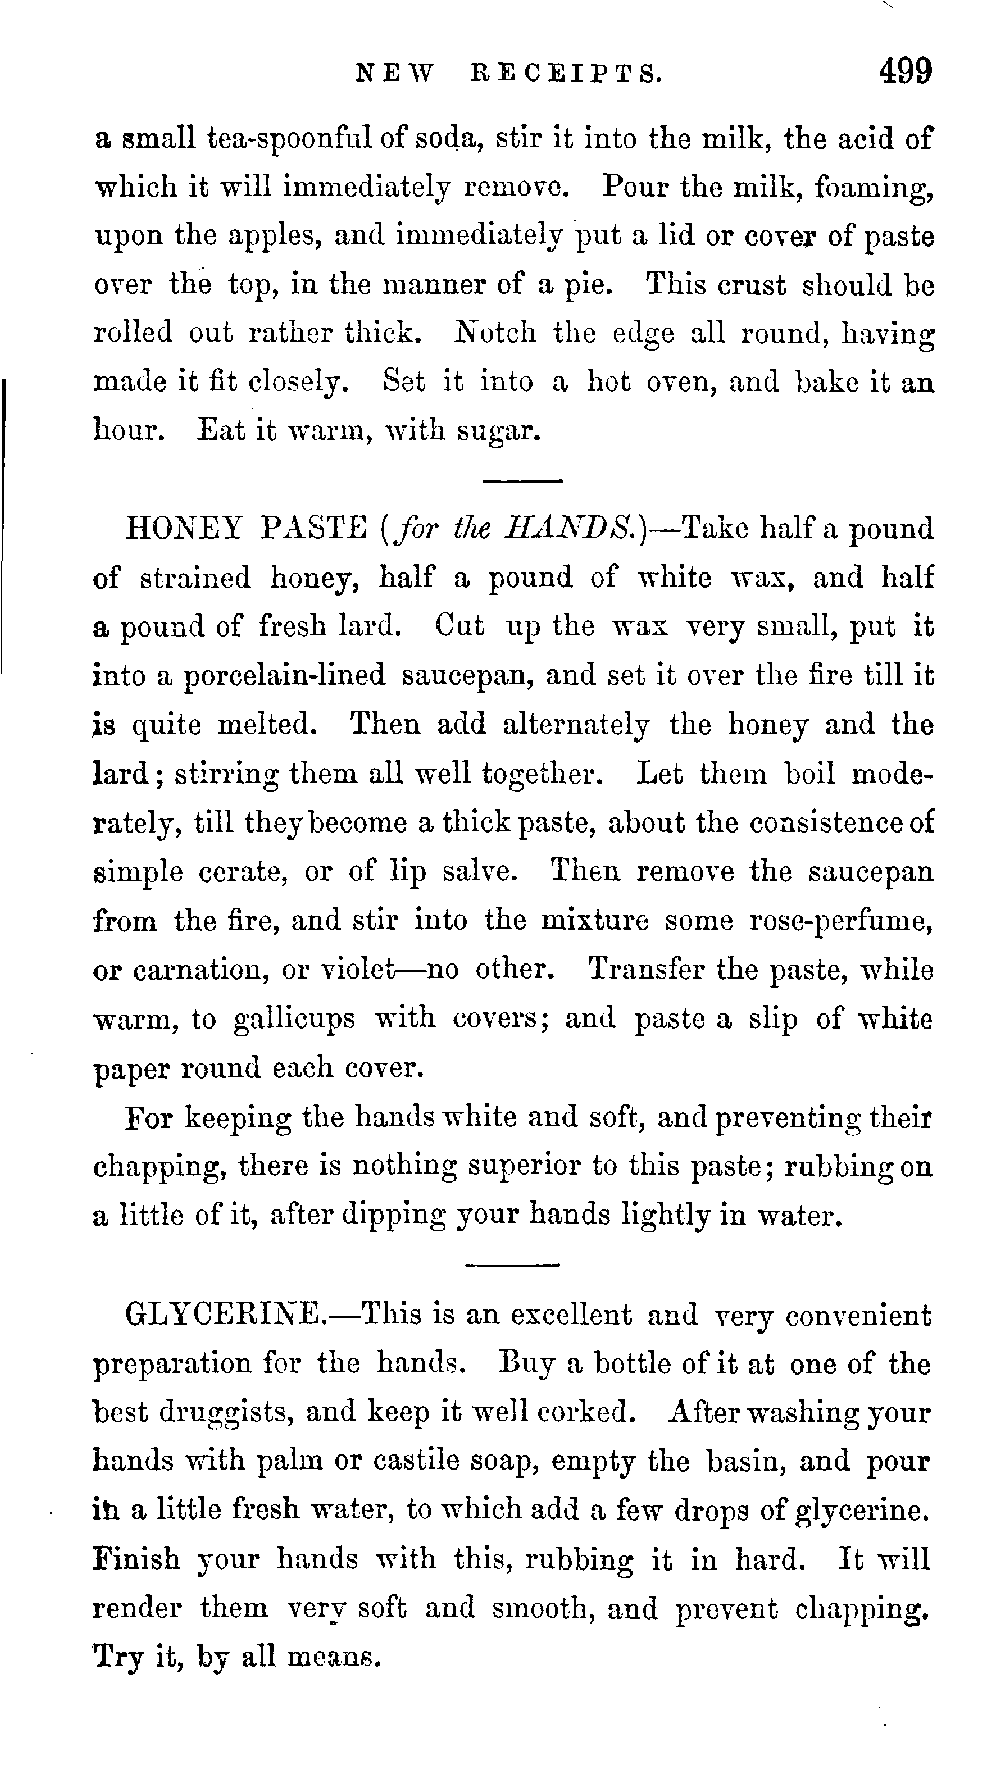 NEW RECEIPTS. 499
a small tea-spoonful of soda, stir it into the milk, the acid of
which it will immediately remove. Pour the milk, foaming,
upon the apples, and immediately put a lid or cover of paste
over the top, in the manner of a pie. This crust should be
rolled out rather thick. Notch the edge all round, having
made it fit closely. Set it into a hot oven, and bake it an
hour. Eat it warm, with sugar.
HONEY PASTE (for the HANDS.)—Take half a pound
of strained honey, half a pound of white wax, and half
a pound of fresh lard. Cut up the wax very small, put it
into a porcelain-lined saucepan, and set it over the fire till it
is quite melted. Then add alternately the honey and the
lard; stirring them all well together. Let them boil mode-
rately, till they become a thick paste, about the consistence of
simple cerate, or of lip salve. Then remove the saucepan
from the fire, and stir into the mixture some rose-perfume,
or carnation, or violet—no other. Transfer the paste, while
warm, to gallicups with covers; and paste a slip of white
paper round each cover.
For keeping the hands white and soft, and preventing their
chapping, there is nothing superior to this paste; rubbing on
a little of it, after dipping your hands lightly in water.
GLYCERINE.—This is an excellent and very convenient
preparation for the hands. Buy a bottle of it at one of the
best druggists, and keep it well corked. After washing your
hands with palm or castile soap, empty the basin, and pour
in a little fresh water, to which add a few drops of glycerine.
Finish your hands with this, rubbing it in hard. It will
render them very soft and smooth, and prevent chapping.
Try it, by all means.